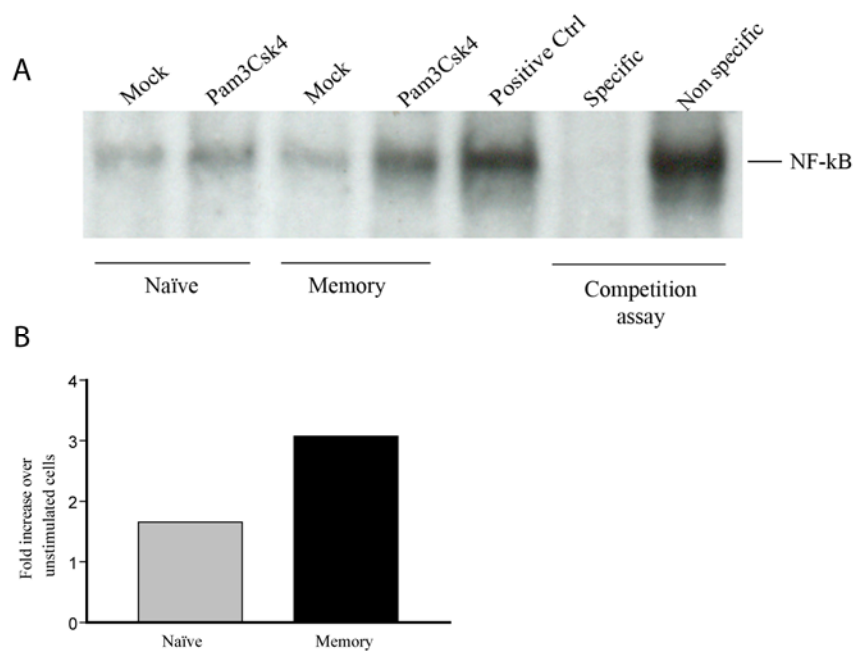 A
Mock
Pam3Csk4
Mock
Pam3Csk4
Positive Ctrl
Specific
Non specific
NF-kB
Naïve
Memory
Competition
assay
B
Fold increase over
unstimulated cells
4
3
2
1
0
Naïve
Memory